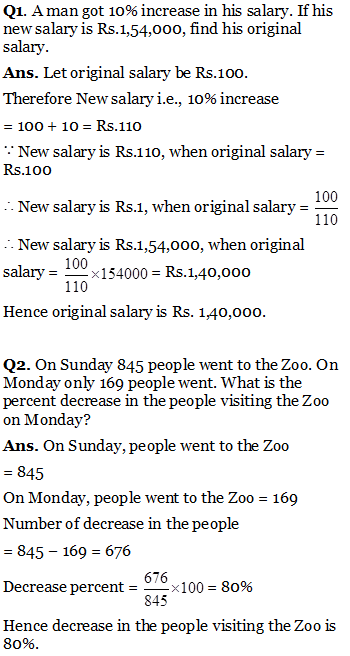 Q1. A man got 10% increase in his salary. If his
new salary is Rs.1,54,000, find his original
salary.
Ans. Let original salary be Rs.100.
Therefore New salary i.e., 10% increase
= 100 + 10 = Rs.110
∵ New salary is Rs.110, when original salary =
Rs.100
∴ New salary is Rs.1, when original salary = 100/110
∴ New salary is Rs.1,54,000, when original
salary = 100/110 ×154000 = Rs.1,40,000
Hence original salary is Rs. 1,40,000.
Q2. On Sunday 845 people went to the Zoo. On
Monday only 169 people went. What is the
percent decrease in the people visiting the Zoo
on Monday?
Ans. On Sunday, people went to the Zoo
= 845
On Monday, people went to the Zoo = 169
Number of decrease in the people
= 845 − 169 = 676
Decrease percent = 676/845 ×100 = 80%
Hence decrease in the people visiting the Zoo is
80%.